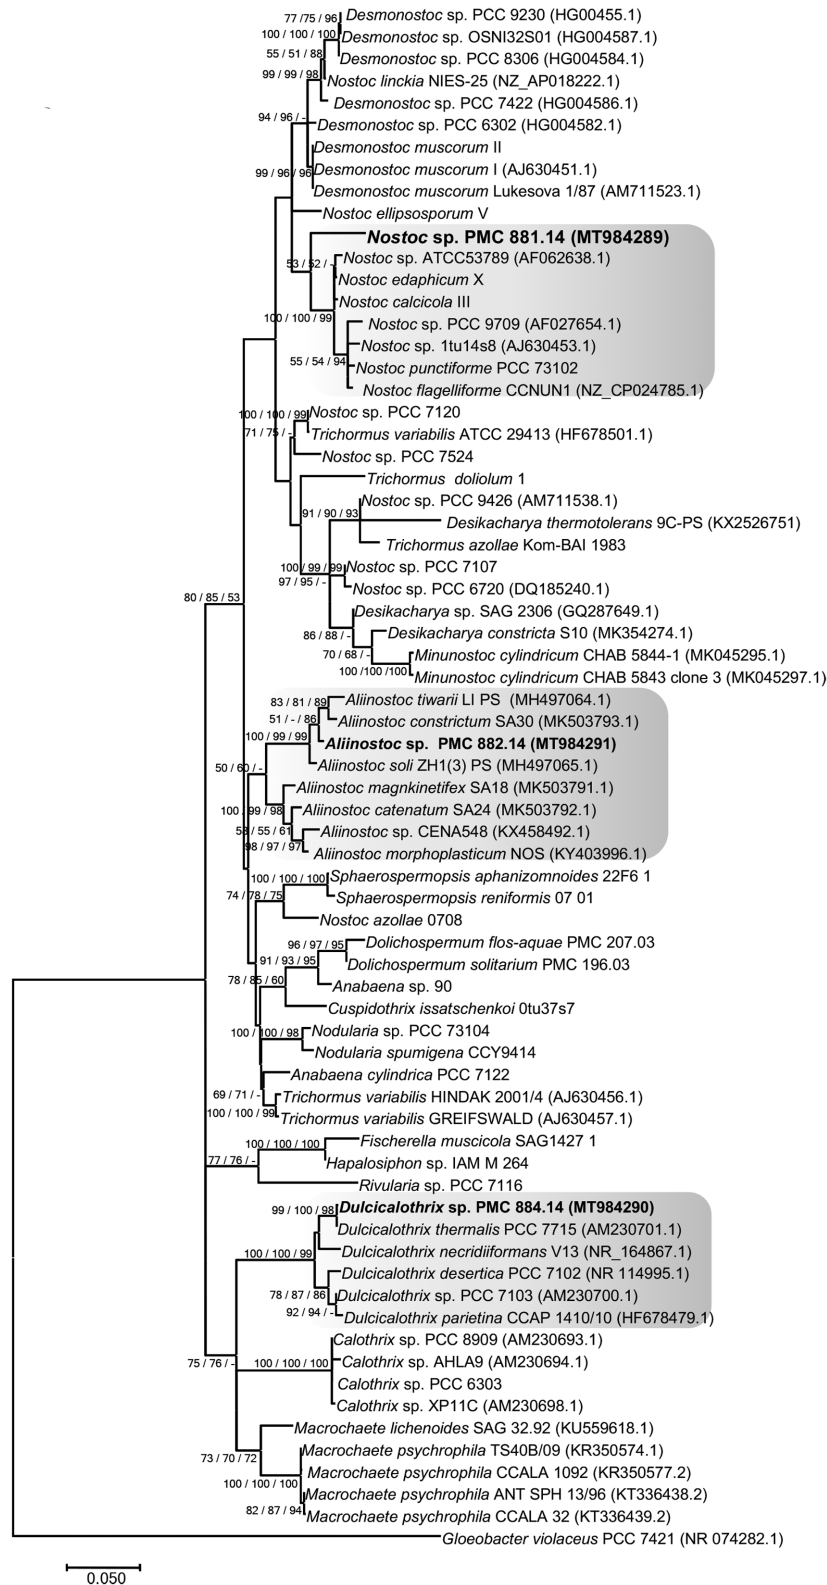 77 /75 / 96
Desmonostoc sp. PCC 9230 (HG00455.1)
100 / 100 / 100
Desmonostoc sp. OSNI32S01 (HG004587.1)
55 / 51 / 88
Desmonostoc sp. PCC 8306 (HG004584.1)
99 / 99 / 98
Nostoc linckia NIES-25 (NZ_AP018222.1)
Desmonostoc sp. PCC 7422 (HG004586.1)
94 / 96 / -
Desmonostoc sp. PCC 6302 (HG004582.1)
Desmonostoc muscorum II
99 / 96 / 96
Desmonostoc muscorum I (AJ630451.1)
Desmonostoc muscorum Lukesova 1/87 (AM711523.1)
Nostoc ellipsosporum V
Nostoc sp. PMC 881.14 (MT984289)
53 / 52 / -
Nostoc sp. ATCC53789 (AF062638.1)
Nostoc edaphicum X
Nostoc calcicola III
100 / 100 / 99
Nostoc sp. PCC 9709 (AF027654.1)
Nostoc sp. 1tu14s8 (AJ630453.1)
55 / 54 / 94
Nostoc punctiforme PCC 73102
Nostoc flagelliforme CCNUN1 (NZ_CP024785.1)
100 / 100 / 99
Nostoc sp. PCC 7120
71 / 75 / -
Trichormus variabilis ATCC 29413 (HF678501.1)
Nostoc sp. PCC 7524
Trichormus doliolum 1
Nostoc sp. PCC 9426 (AM711538.1)
91 / 90 / 93
Desikacharya thermotolerans 9C-PS (KX2526751)
Trichormus azollae Kom-BAI 1983
100 / 99 / 99
Nostoc sp. PCC 7107
97 / 95 / -
Nostoc sp. PCC 6720 (DQ185240.1)
80 / 85 / 53
Desikacharya sp. SAG 2306 (GQ287649.1)
86 / 88 / -
Desikacharya constricta S10 (MK354274.1)
70 / 68 / -
Minunostoc cylindricum CHAB 5844-1 (MK045295.1)
100 /100 /100
Minunostoc cylindricum CHAB 5843 clone 3 (MK045297.1)
83 / 81 / 89
Aliinostoc tiwarii LI PS (MH497064.1)
51 / - / 86
Aliinostoc constrictum SA30 (MK503793.1)
100 / 99 / 99
Aliinostoc sp. PMC 882.14 (MT984291)
50 / 60 / -
Aliinostoc soli ZH1(3) PS (MH497065.1)
Aliinostoc magnkinetifex SA18 (MK503791.1)
100 / 99 / 98
Aliinostoc catenatum SA24 (MK503792.1)
/ 55 / 61
Aliinostoc sp. CENA548 (KX458492.1)
98 / 97 / 97
Aliinostoc morphoplasticum NOS (KY403996.1)
100 / 100 / 100
Sphaerospermopsis aphanizomnoides 22F6 1
74 / 78 / 75
Sphaerospermopsis reniformis 07 01
Nostoc azollae 0708
96 / 97 / 95
Dolichospermum flos-aquae PMC 207.03
91 / 93 / 95
Dolichospermum solitarium PMC 196.03
78 / 85 / 60
Anabaena sp. 90
Cuspidothrix issatschenkoi 0tu37s7
100 / 100 / 98
Nodularia sp. PCC 73104
Nodularia spumigena CCY9414
Anabaena cylindrica PCC 7122
69 / 71 / -
Trichormus variabilis HINDAK 2001/4 (AJ630456.1)
100 / 100 / 99
Trichormus variabilis GREIFSWALD (AJ630457.1)
100 / 100 / 100
Fischerella muscicola SAG1427 1
77 / 76 / -
Hapalosiphon sp. IAM M 264
Rivularia sp. PCC 7116
99 / 100 / 98
Dulcicalothrix sp. PMC 884.14 (MT984290)
Dulcicalothrix thermalis PCC 7715 (AM230701.1)
100 / 100 / 99
Dulcicalothrix necridiiformans V13 (NR_164867.1)
Dulcicalothrix desertica PCC 7102 (NR 114995.1)
78 / 87 / 86
Dulcicalothrix sp. PCC 7103 (AM230700.1)
92 / 94 / -
Dulcicalothrix parietina CCAP 1410/10 (HF678479.1)
Calothrix sp. PCC 8909 (AM230693.1)
75 / 76 / -
100 / 100 / 100
Calothrix sp. AHLA9 (AM230694.1)
Calothrix sp. PCC 6303
Calothrix sp. XP11C (AM230698.1)
Macrochaete lichenoides SAG 32.92 (KU559618.1)
73 / 70 / 72
Macrochaete psychrophila TS40B/09 (KR350574.1)
100 / 100 / 100
Macrochaete psychrophila CCALA 1092 (KR350577.2)
Macrochaete psychrophila ANT SPH 13/96 (KT336438.2)
82 / 87 / 94
Macrochaete psychrophila CCALA 32 (KT336439.2)
Gloeobacter violaceus PCC 7421 (NR 074282.1)
0.050